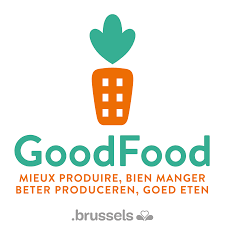 GoodFood
MIEUX PRODUIRE, BIEN MANGER
BETER PRODUCEREN, GOED ETEN
.brussels